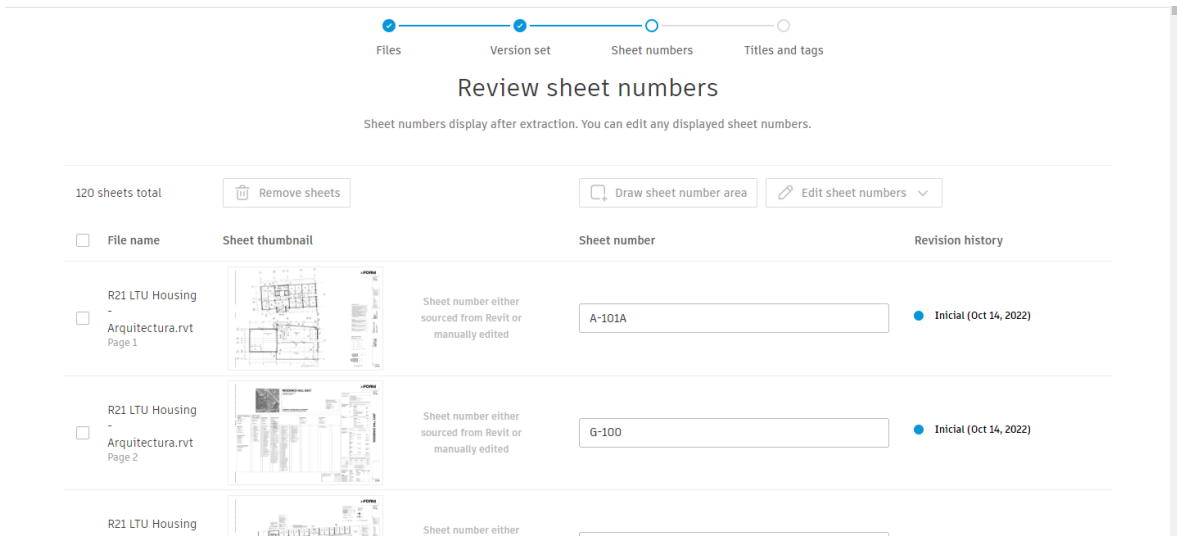 Files
Version set
Sheet numbers
Titles and tags
Review sheet numbers
Sheet numbers display after extraction. You can edit any displayed sheet numbers.
120 sheets total
Remove sheets
Draw sheet number area
Edit sheet numbers
File name
Sheet thumbnail
Sheet number
Revision history
R21 LTU Housing
-
Arquitectura.rvt
Page 1
Sheet number either
sourced from Revit or
manually edited
A-101A
Inicial (Oct 14, 2022)
R21 LTU Housing
-
Arquitectura.rvt
Page 2
Sheet number either
sourced from Revit or
manually edited
G-100
Inicial (Oct 14, 2022)
R21 LTU Housing
Sheet number either